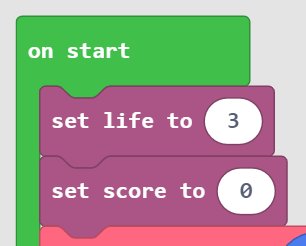 on start
set life to 3
set score to 0